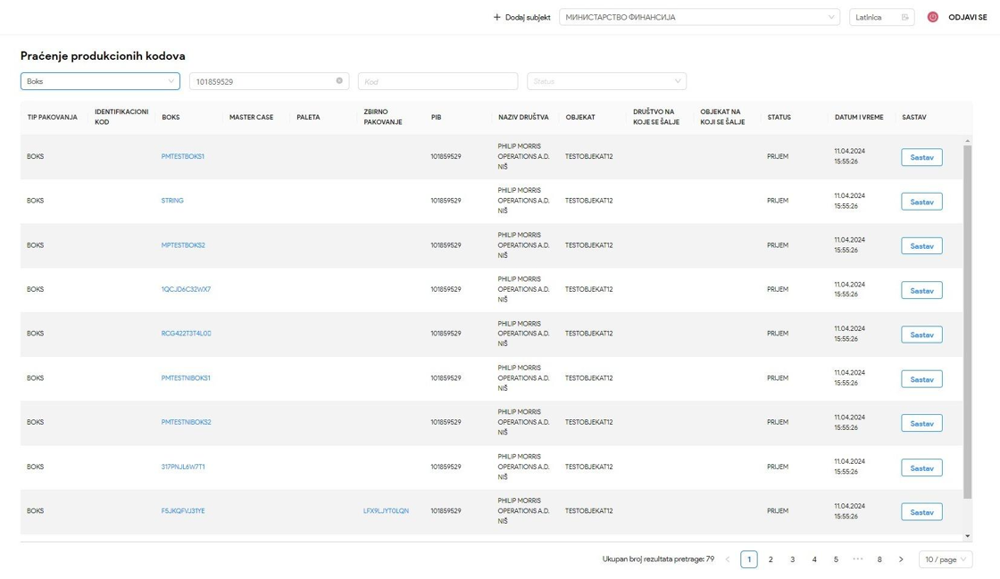 + Dodaj subjekt МИНИСТАРСТВО ФИНАНСИЈА Latinica ODJAVI SE
Praćenje produkcionih kodova
Boks 101859529 Kod Status
TIP PAKOVANJA IDENTIFIKACIONI KOD BOKS MASTER CASE PALETA ZBIRNO PAKOVANJE PIB NAZIV DRUŠTVA OBJEKAT DRUŠTVO NA KOJE SE ŠALJE OBJEKAT NA KOJI SE ŠALJE STATUS DATUM I VREME SASTAV
BOKS PMTESTBOKS1 101859529 PHILIP MORRIS OPERATIONS A.D. NIŠ TESTOBJEKAT12 PRIJEM 11.04.2024 15:55:26 Sastav
BOKS STRING 101859529 PHILIP MORRIS OPERATIONS A.D. NIŠ TESTOBJEKAT12 PRIJEM 11.04.2024 15:55:26 Sastav
BOKS MPTESTBOKS2 101859529 PHILIP MORRIS OPERATIONS A.D. NIŠ TESTOBJEKAT12 PRIJEM 11.04.2024 15:55:26 Sastav
BOKS 1QCJD6C32WX7 101859529 PHILIP MORRIS OPERATIONS A.D. NIŠ TESTOBJEKAT12 PRIJEM 11.04.2024 15:55:26 Sastav
BOKS 101859529 PHILIP MORRIS OPERATIONS A.D. NIŠ TESTOBJEKAT12 PRIJEM 11.04.2024 15:55:26 Sastav
BOKS PMTESTNIBOKS1 101859529 PHILIP MORRIS OPERATIONS A.D. NIŠ TESTOBJEKAT12 PRIJEM 11.04.2024 15:55:26 Sastav
BOKS PMTESTNIBOKS2 101859529 PHILIP MORRIS OPERATIONS A.D. NIŠ TESTOBJEKAT12 PRIJEM 11.04.2024 15:55:26 Sastav
BOKS 317PNJL6W7T1 101859529 PHILIP MORRIS OPERATIONS A.D. NIŠ TESTOBJEKAT12 PRIJEM 11.04.2024 15:55:26 Sastav
BOKS F5JKQFVJ31YE LFX9LJYT0LQN 101859529 PHILIP MORRIS OPERATIONS A.D. NIŠ TESTOBJEKAT12 PRIJEM 11.04.2024 15:55:26 Sastav
Ukupan broj rezultata pretrage: 79 < 1 2 3 4 5 ••• 8 > 10 / page